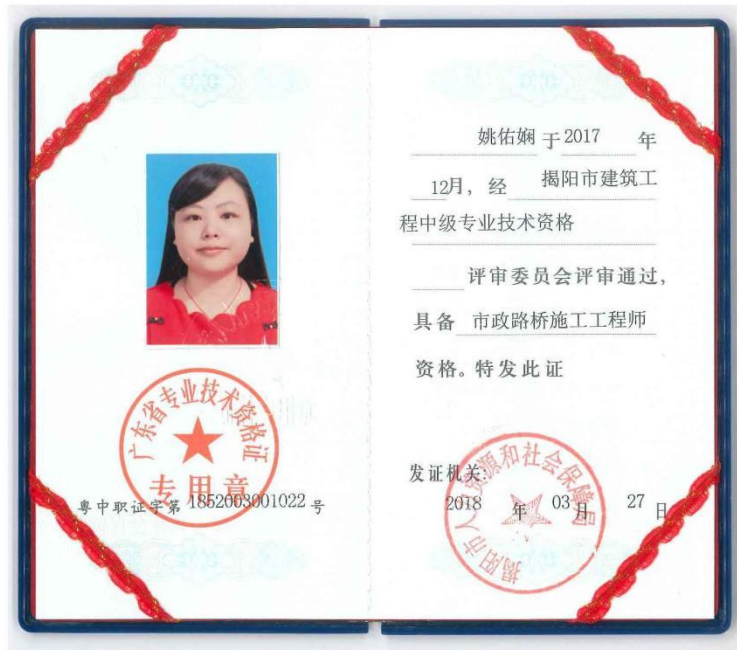 广东省专业技术资格证
专用章
粤中职证字第 1852003001022 号
姚佑娴 于 2017 年
12月，经 揭阳市建筑工
程中级专业技术资格
评审委员会评审通过，
具备 市政路桥施工工程师
资格。特发此证
发证机关：
揭阳市人力资源和社会保障局
2018 年 03 月 27 日